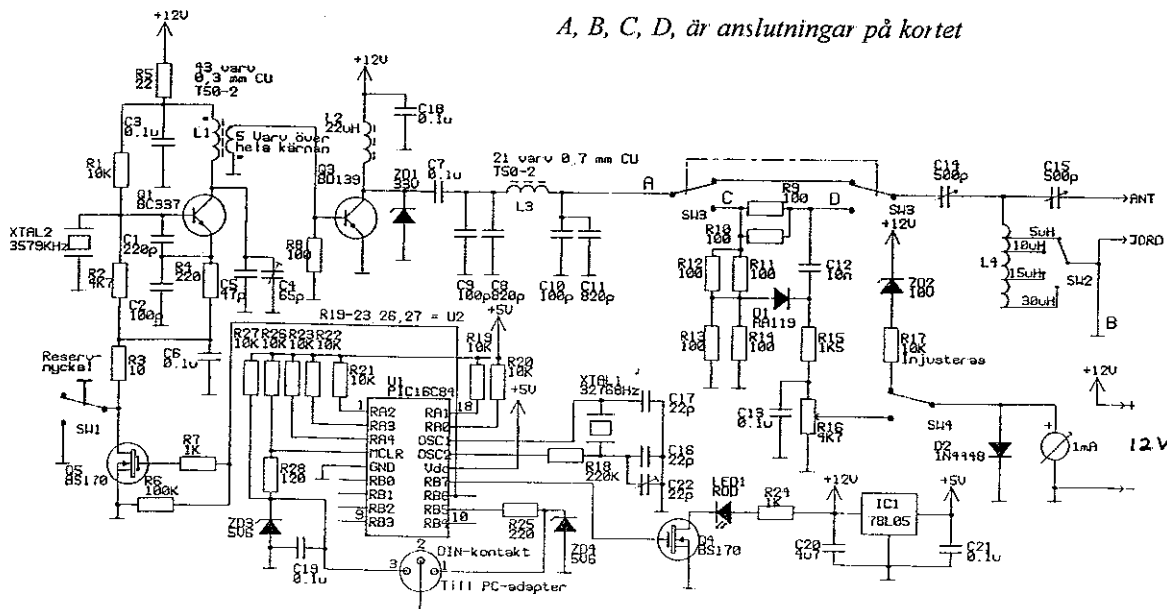 A, B, C, D, är anslutningar på kortet
+12V
R5
22
43 varv
0,3 mm CU
T50-2
C3
0.1u
L1
5 Varv över
hela kärnan
R1
10K
Q1
BC337
XTAL2
3579KHz
C1
220p
R2
4K7
R4
220
C2
100p
C5
47p
C4
65p
R3
10
C6
0.1u
Reserv-
nyckel
SW1
Q5
BS170
R7
1K
R6
100K
+12V
C18
0.1u
L2
22uH
Q3
BD139
ZD1
33V
R8
100
C7
0.1u
21 varv 0,7 mm CU
T50-2
L3
C9
100p
C8
820p
C10
100p
C11
820p
A
SW3
C
R9
100
D
R10
100
R12
100
R11
100
C12
10n
D1
AA119
R13
100
R14
100
R15
1K5
C13
0.1u
R16
4K7
SW3
+12V
ZD2
10V
R17
10K
Injusteras
SW4
C14
500p
C15
500p
ANT
JORD
5uH
10uH
15uH
30uH
L4
SW2
B
+12V
+
12V
-
D2
1N4448
+
1mA
R19-23,26,27 = U2
R27
10K
R26
10K
R23
10K
R22
10K
R21
10K
R19
10K
R20
10K
+5V
+5V
U1
PIC16C84
1
RA2
RA3
RA4
MCLR
GND
RB0
RB1
RB2
9
RB3
18
RA1
RA0
OSC1
OSC2
Vdd
RB7
RB6
RB5
10
RB4
XTAL1
32768Hz
C17
22p
C16
22p
C22
22p
R18
220K
R28
120
ZD3
5V6
C19
0.1u
R25
220
ZD4
5V6
2
3
1
DIN-kontakt
Till PC-adapter
Q4
BS170
LED1
RÖD
R24
1K
+12V
IC1
78L05
+5V
C20
4u7
C21
0.1u